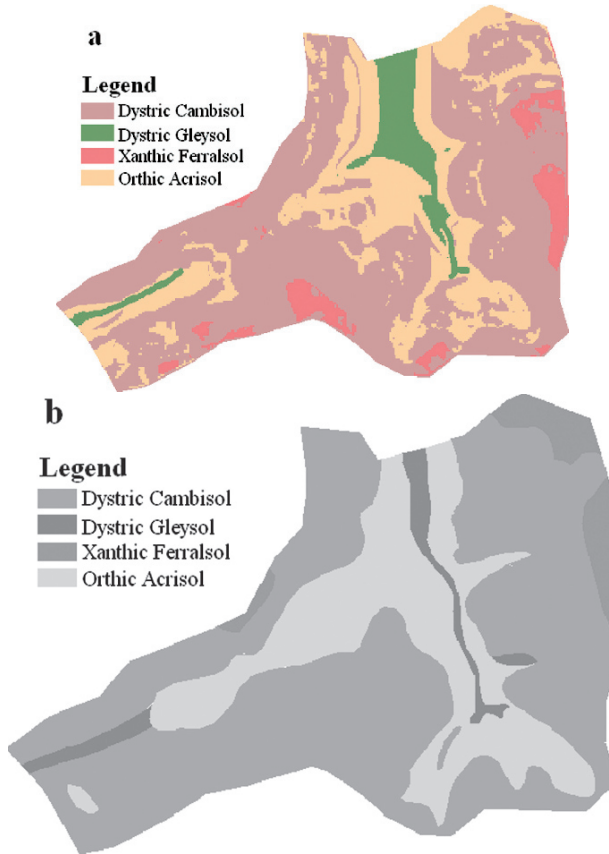 a
Legend
Dystric Cambisol
Dystric Gleysol
Xanthic Ferralsol
Orthic Acrisol
b
Legend
Dystric Cambisol
Dystric Gleysol
Xanthic Ferralsol
Orthic Acrisol